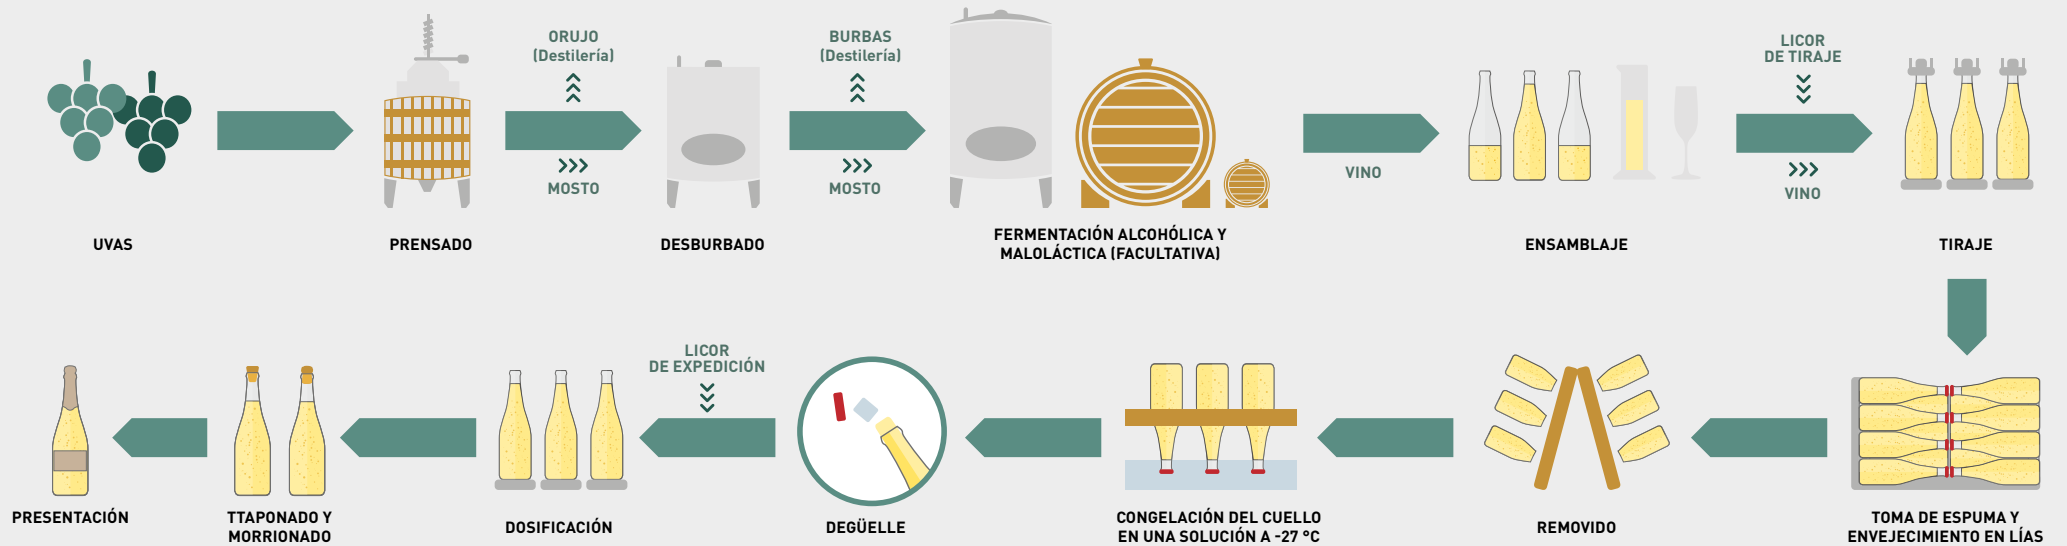 ORUJO
(Destilería)
MOSTO
BURBAS
(Destilería)
MOSTO
VINO
LICOR
DE TIRAJE
VINO
UVAS
PRENSADO
DESBURBADO
FERMENTACIÓN ALCOHÓLICA Y
MALOLÁCTICA (FACULTATIVA)
ENSAMBLAJE
TIRAJE
TOMA DE ESPUMA Y
ENVEJECIMIENTO EN LÍAS
REMOVIDO
CONGELACIÓN DEL CUELLO
EN UNA SOLUCIÓN A -27 °C
DEGÜELLE
LICOR
DE EXPEDICIÓN
DOSIFICACIÓN
TTAPONADO Y
MORRIONADO
PRESENTACIÓN